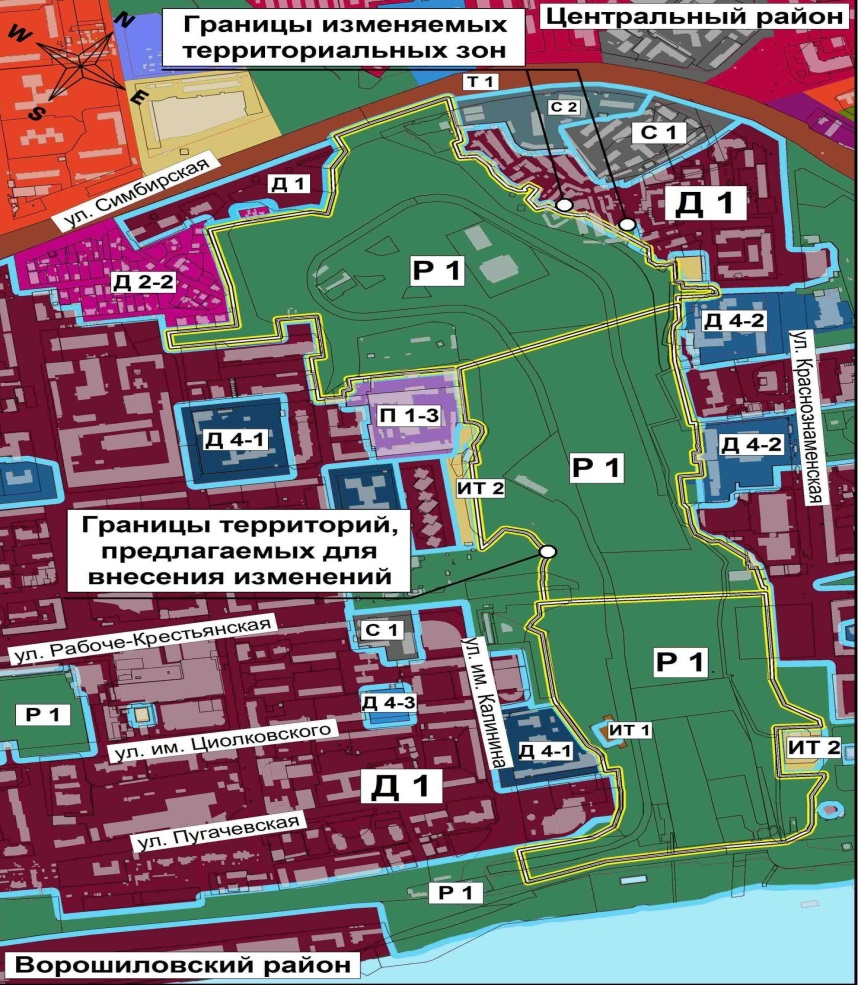 Границы изменяемых
территориальных зон
Центральный район
W
N
S
E
Т 1
С 2
С 1
ул. Симбирская
Д 1
Д 1
Д 2-2
Р 1
Д 4-2
ул. Краснознаменская
П 1-3
Д 4-1
Д 4-2
Р 1
ИТ 2
Границы территорий,
предлагаемых для
внесения изменений
ул. Рабоче-Крестьянская
С 1
ул. им. Калинина
Р 1
Р 1
Д 4-3
ул. им. Циолковского
Д 4-1
ИТ 1
ИТ 2
Д 1
ул. Пугачевская
Р 1
Ворошиловский район